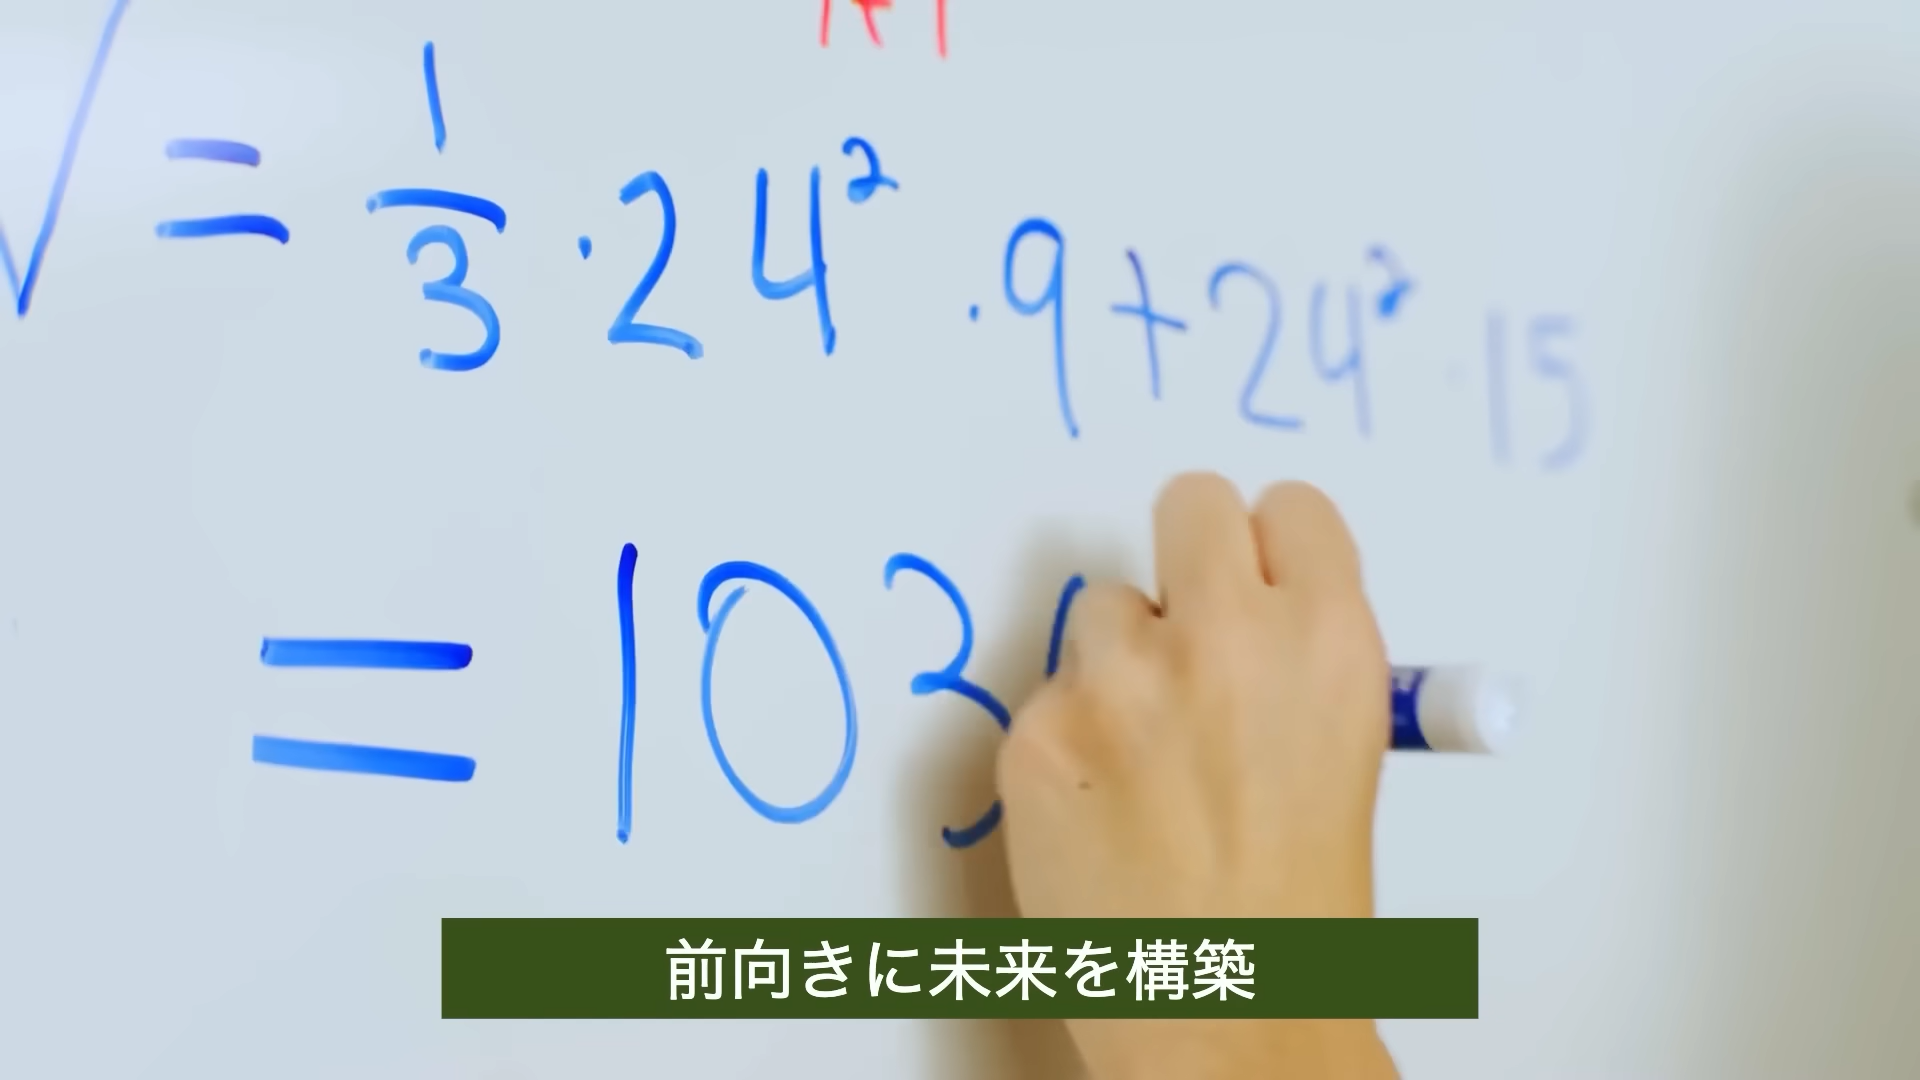 V = 1/3 · 24² · 9 + 24² · 15
= 103
前向きに未来を構築